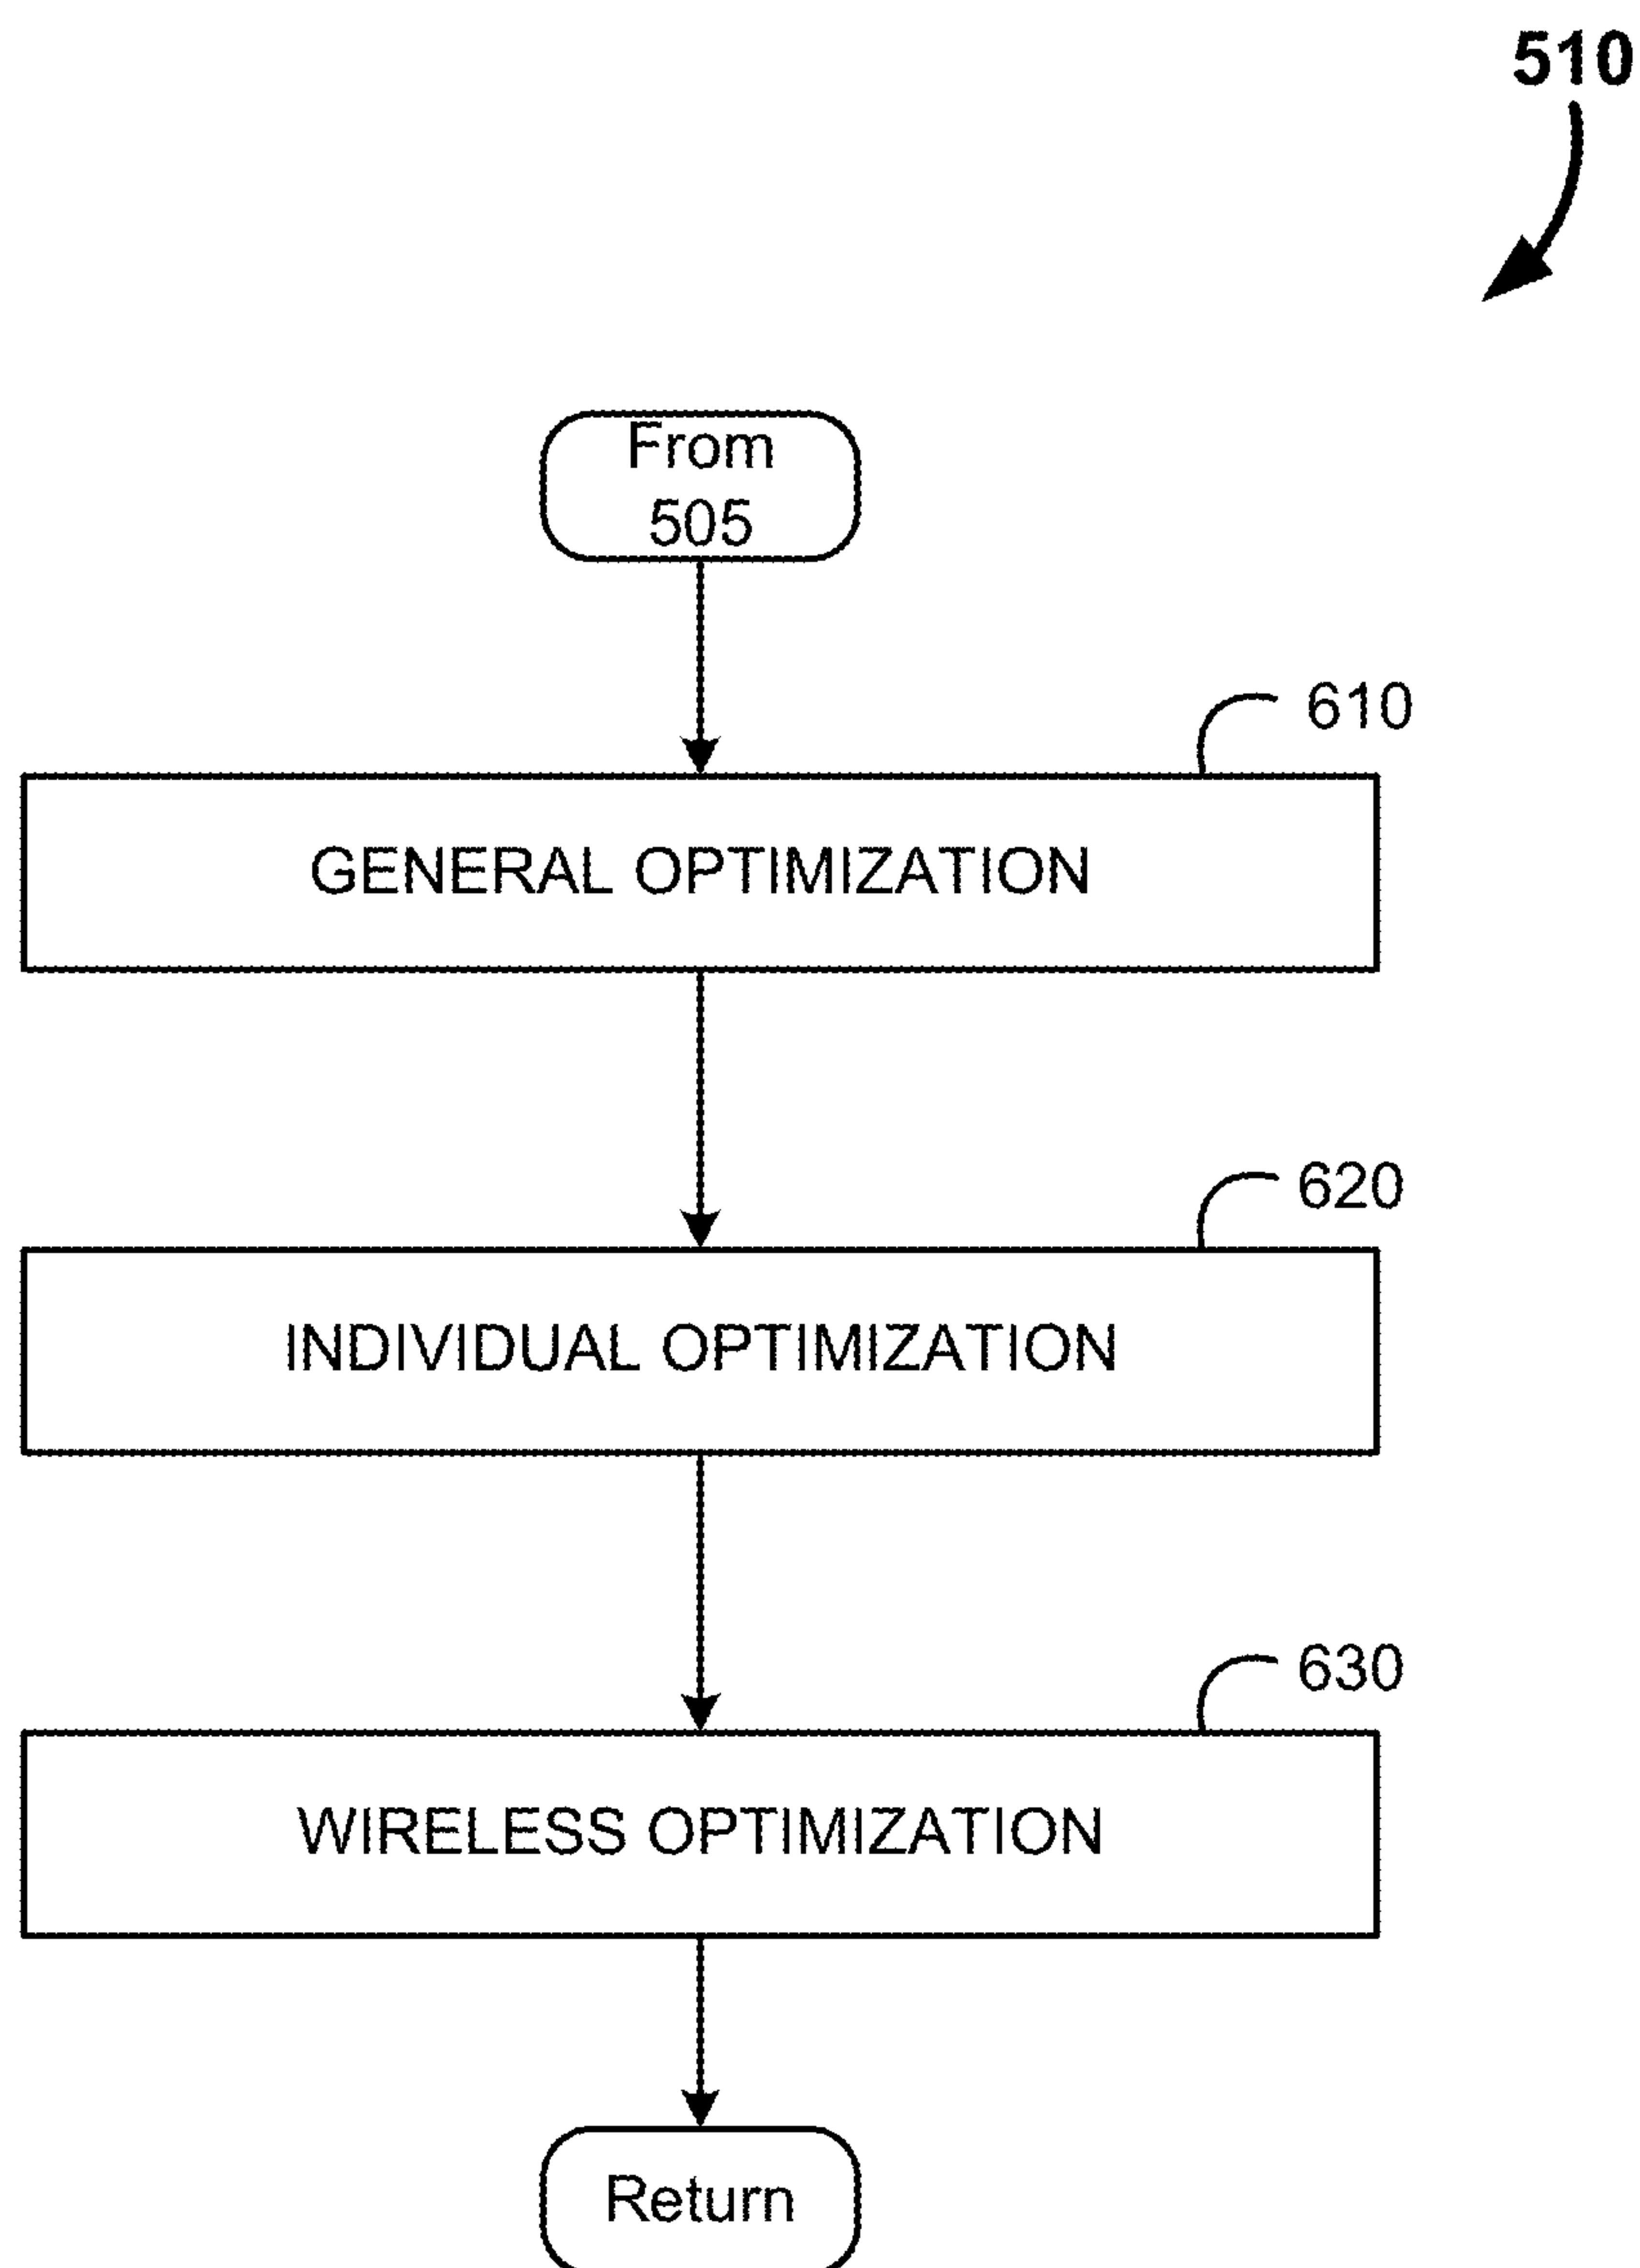 510
From
505
610
GENERAL OPTIMIZATION
620
INDIVIDUAL OPTIMIZATION
630
WIRELESS OPTIMIZATION
Return